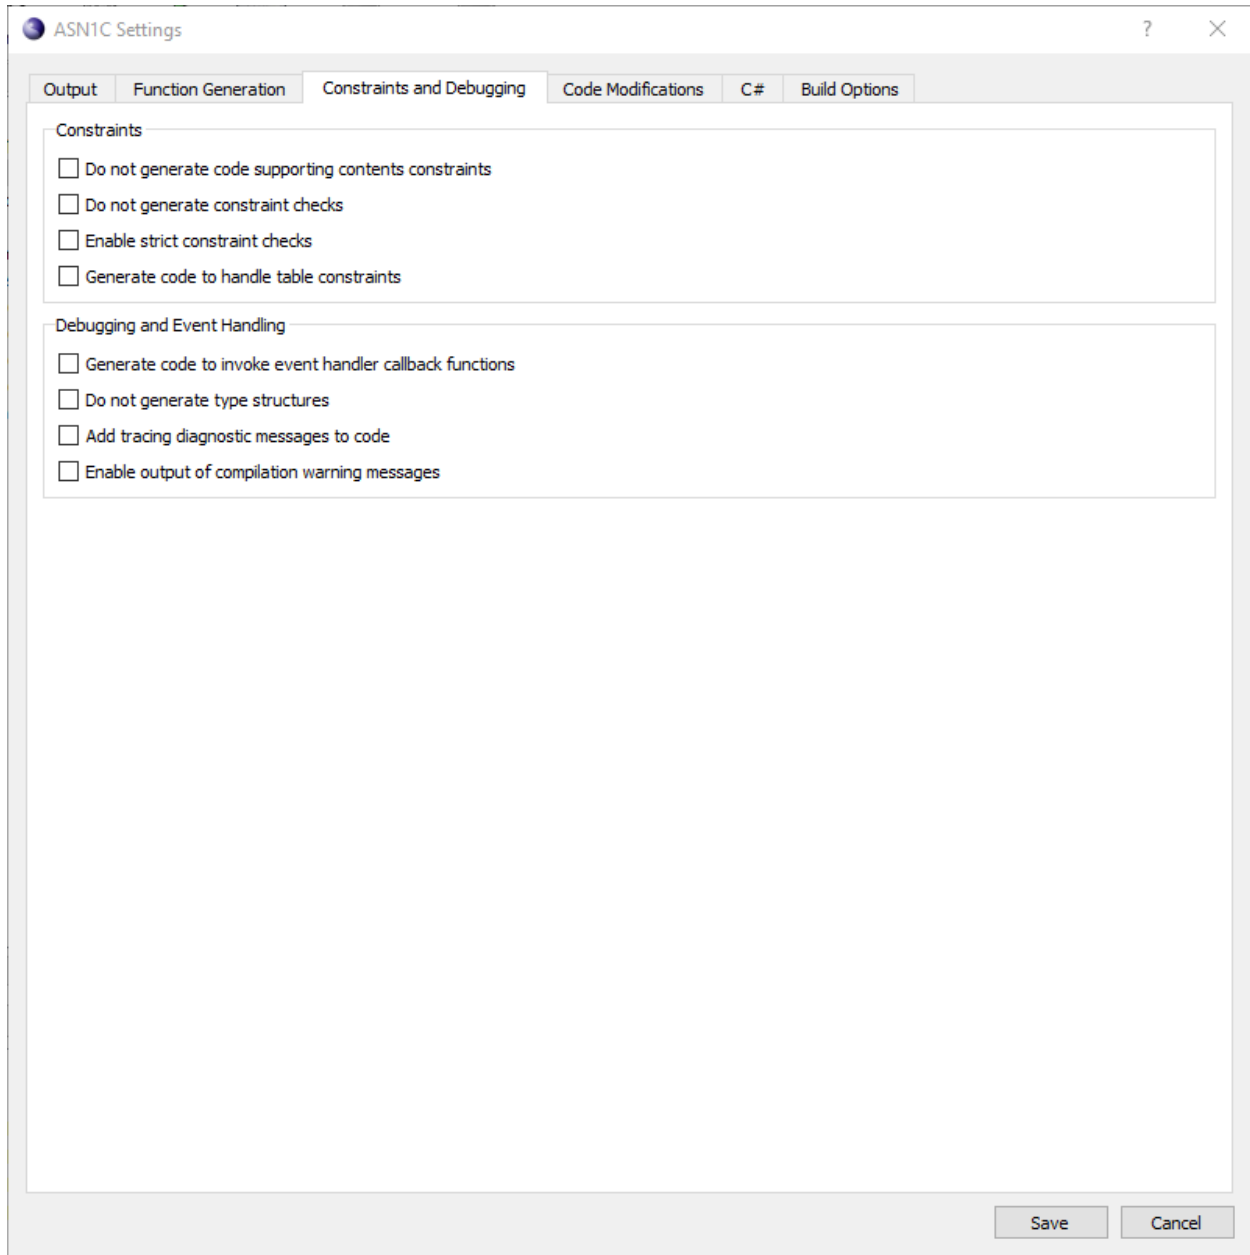 ASN1C Settings
?
Output Function Generation Constraints and Debugging Code Modifications C# Build Options
Constraints
Do not generate code supporting contents constraints
Do not generate constraint checks
Enable strict constraint checks
Generate code to handle table constraints
Debugging and Event Handling
Generate code to invoke event handler callback functions
Do not generate type structures
Add tracing diagnostic messages to code
Enable output of compilation warning messages
Save Cancel